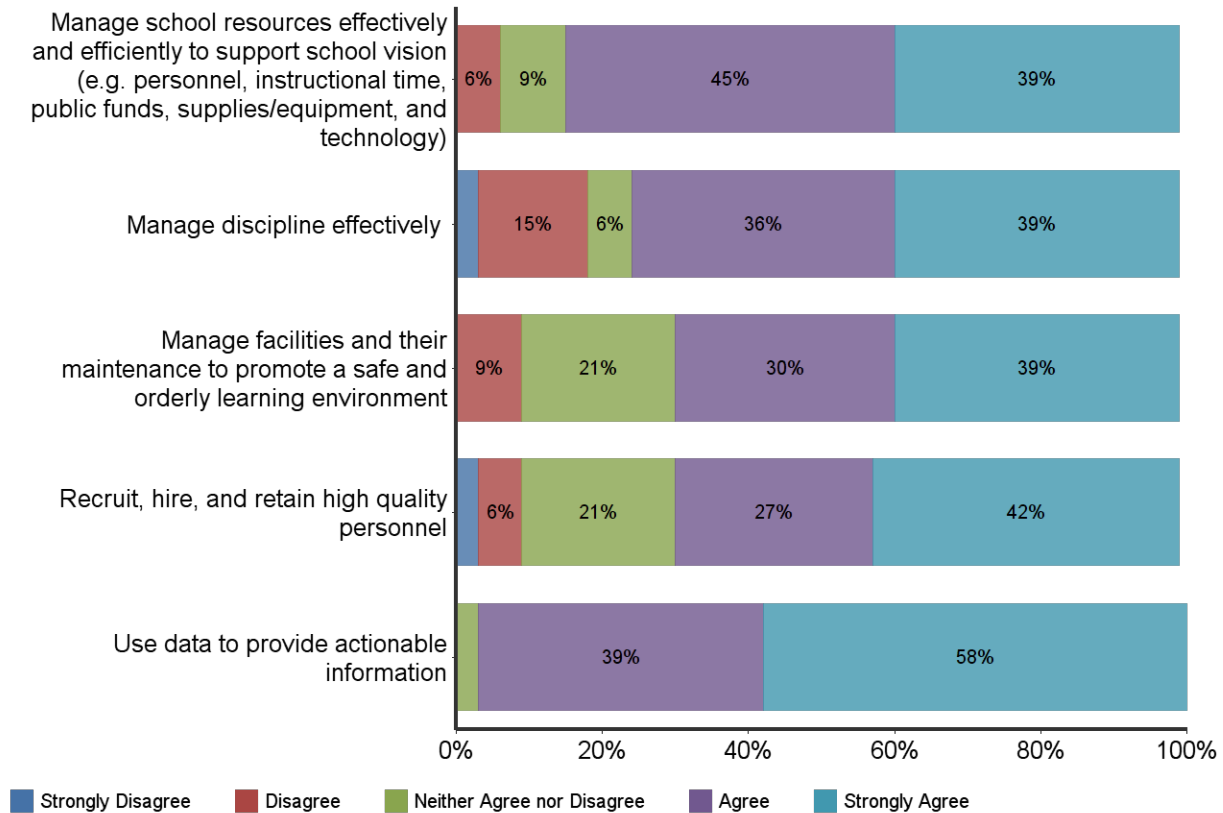 Manage school resources effectively
and efficiently to support school vision
(e.g. personnel, instructional time,
public funds, supplies/equipment, and
technology)
6% 9% 45% 39%
Manage discipline effectively
15% 6% 36% 39%
Manage facilities and their
maintenance to promote a safe and
orderly learning environment
9% 21% 30% 39%
Recruit, hire, and retain high quality
personnel
6% 21% 27% 42%
Use data to provide actionable
information
39% 58%
0% 20% 40% 60% 80% 100%
Strongly Disagree Disagree Neither Agree nor Disagree Agree Strongly Agree